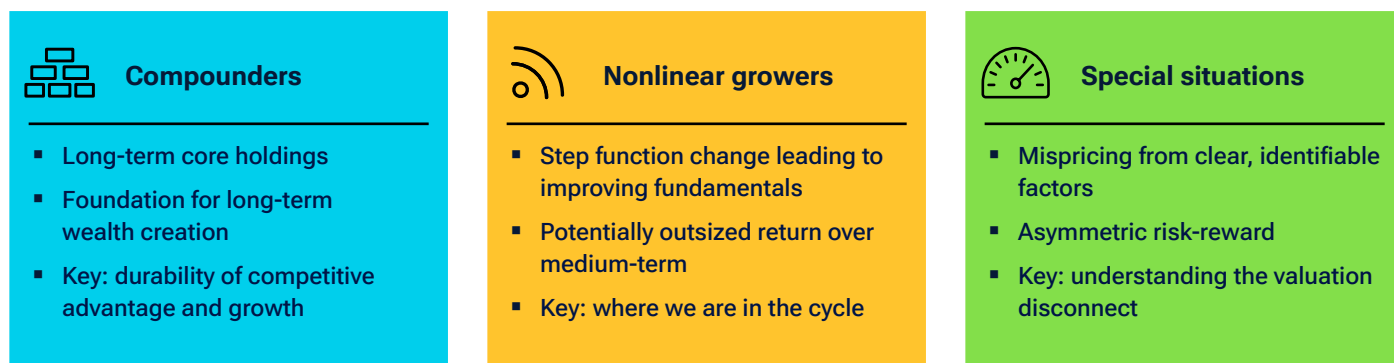 Compounders
▪ Long-term core holdings
▪ Foundation for long-term
wealth creation
▪ Key: durability of competitive
advantage and growth
Nonlinear growers
▪ Step function change leading to
improving fundamentals
▪ Potentially outsized return over
medium-term
▪ Key: where we are in the cycle
Special situations
▪ Mispricing from clear, identifiable
factors
▪ Asymmetric risk-reward
▪ Key: understanding the valuation
disconnect